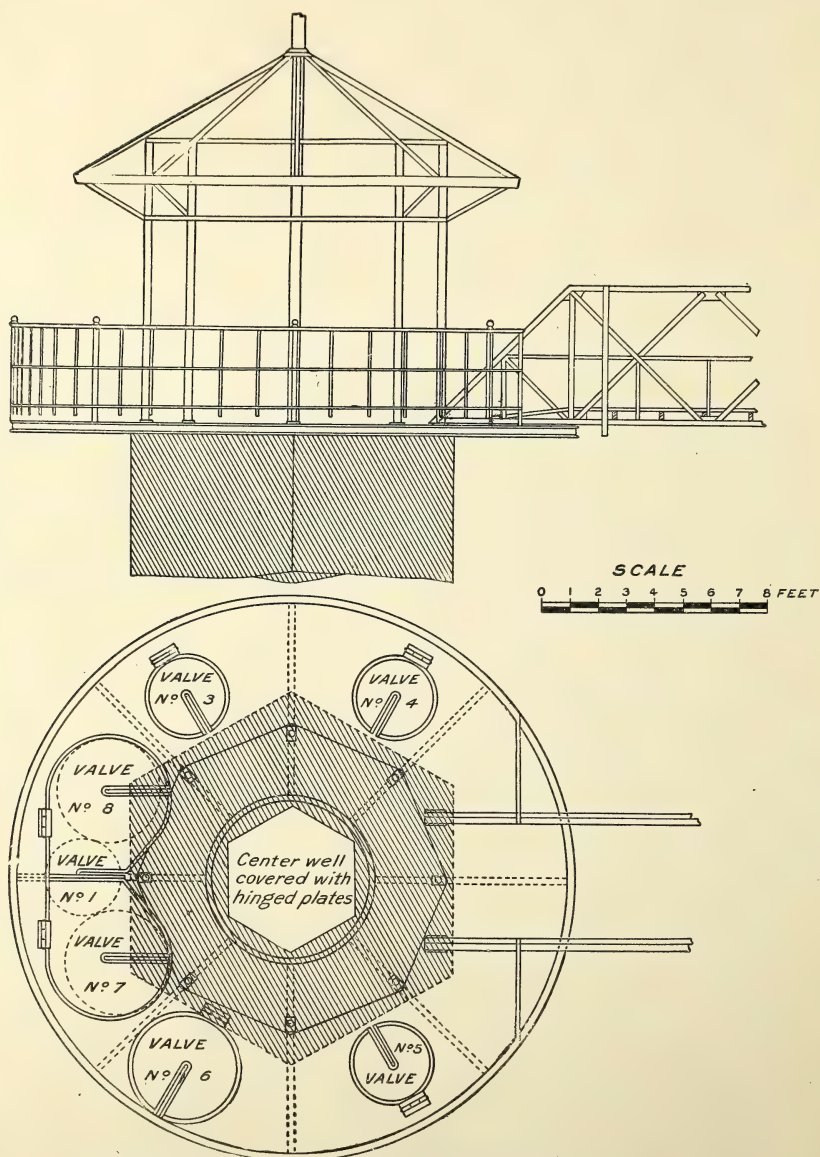 SCALE
0 1 2 3 4 5 6 7 8 FEET
VALVE
Nº 3
VALVE
Nº 4
VALVE
Nº 8
Center well
covered with
hinged plates
Nº 1
VALVE
VALVE
Nº 7
VALVE
Nº 6
Nº 5
VALVE